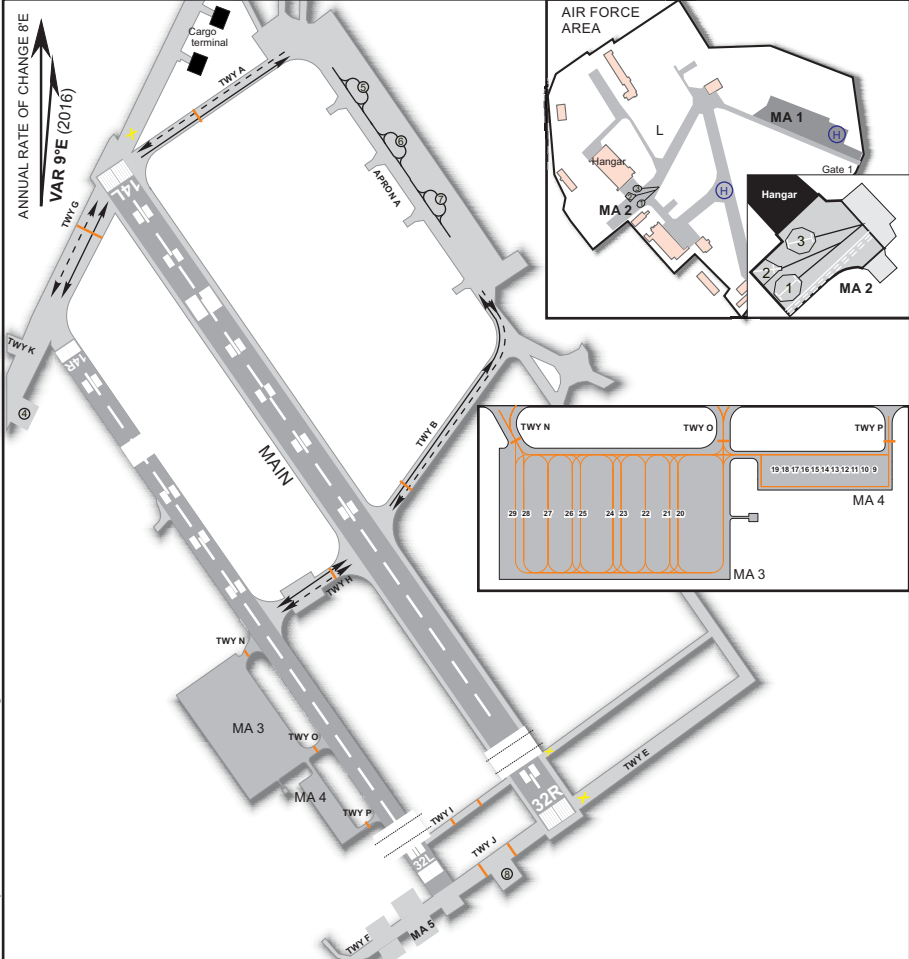 ANNUAL RATE OF CHANGE 8'E
VAR 9°E (2016)
Cargo
terminal
TWY A
5
6
7
APRON A
TWY G
14L
TWY K
4
14R
MAIN
TWY B
TWY H
TWY N
MA 3
TWY O
MA 4
TWY P
32L
TWY I
TWY J
8
32R
TWY E
TWY F
MA 5
AIR FORCE
AREA
L
MA 1
H
Gate 1
Hangar
MA 2
H
Hangar
3
2
1
MA 2
TWY N
TWY O
TWY P
19 18 17 16 15 14 13 12 11 10 9
MA 4
29 28 27 26 25 24 23 22 21 20
MA 3